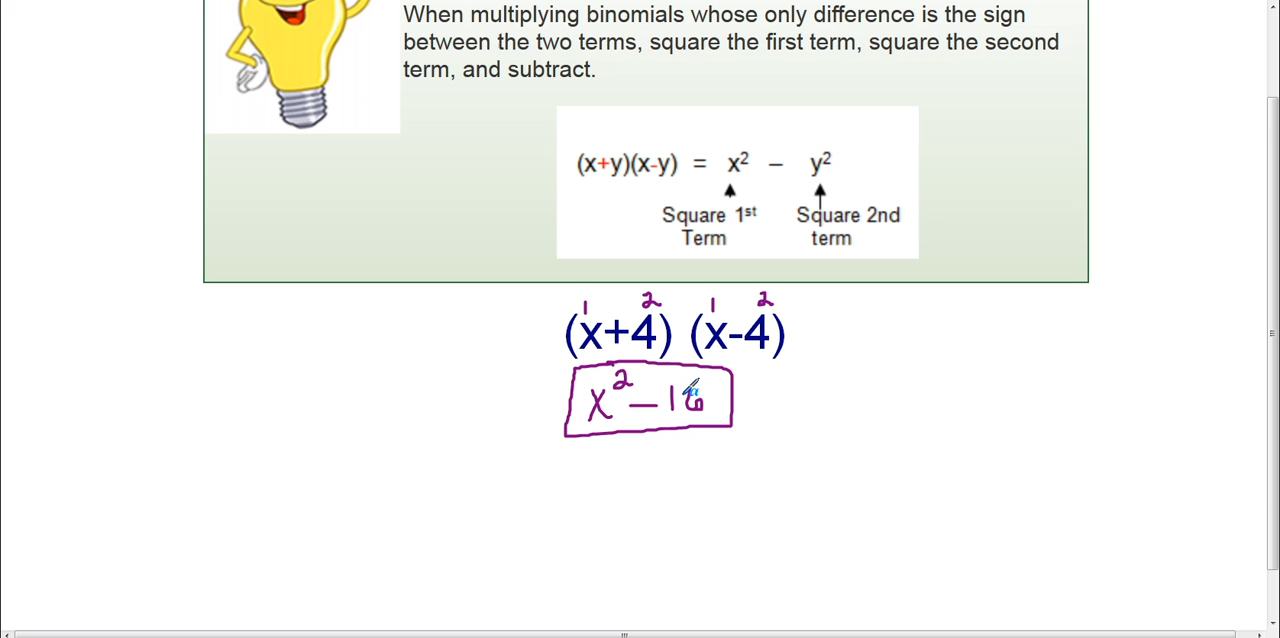 When multiplying binomials whose only difference is the sign
between the two terms, square the first term, square the second
term, and subtract.
(x+y)(x-y) = x² − y²
Square 1st Square 2nd
Term term
1 2 1 2
(x+4) (x-4)
x² − 16